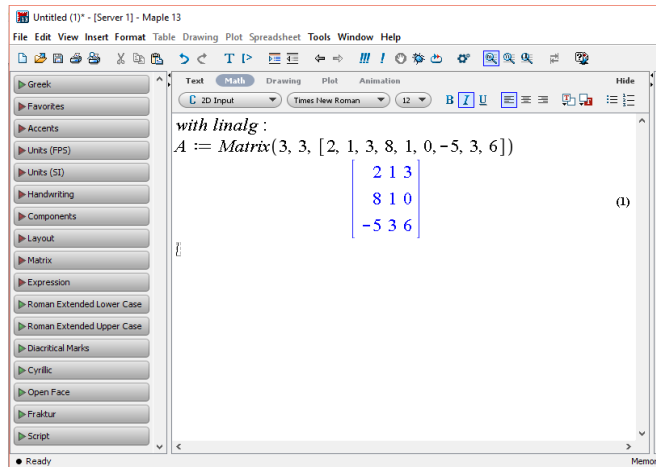 Untitled (1)* - [Server 1] - Maple 13
File Edit View Insert Format Table Drawing Plot Spreadsheet Tools Window Help
Text Math Drawing Plot Animation Hide
C 2D Input Times New Roman 12 B I U
Greek
Favorites
Accents
Units (FPS)
Units (SI)
Handwriting
Components
Layout
Matrix
Expression
Roman Extended Lower Case
Roman Extended Upper Case
Diacritical Marks
Cyrillic
Open Face
Fraktur
Script
with linalg :
A := Matrix(3, 3, [2, 1, 3, 8, 1, 0, -5, 3, 6])
2 1 3
8 1 0
-5 3 6
(1)
Ready
Memor